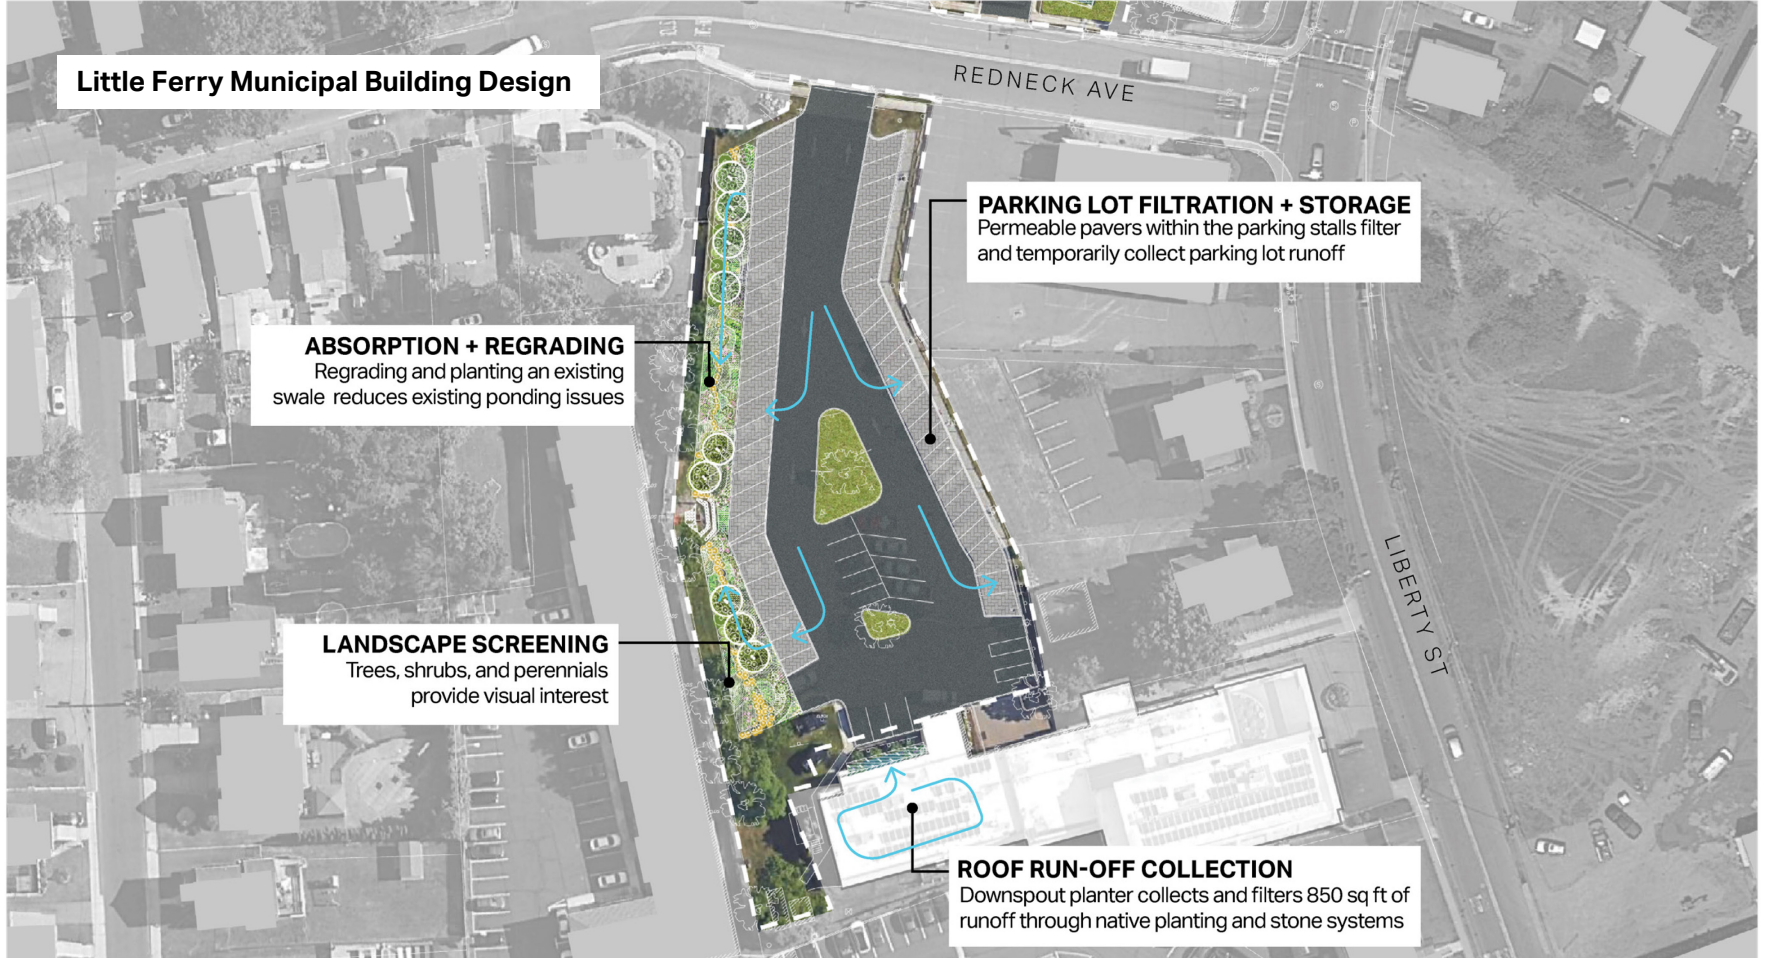 Little Ferry Municipal Building Design
REDNECK AVE
PARKING LOT FILTRATION + STORAGE
Permeable pavers within the parking stalls filter
and temporarily collect parking lot runoff
ABSORPTION + REGRADING
Regrading and planting an existing
swale reduces existing ponding issues
LIBERTY ST
LANDSCAPE SCREENING
Trees, shrubs, and perennials
provide visual interest
ROOF RUN-OFF COLLECTION
Downspout planter collects and filters 850 sq ft of
runoff through native planting and stone systems